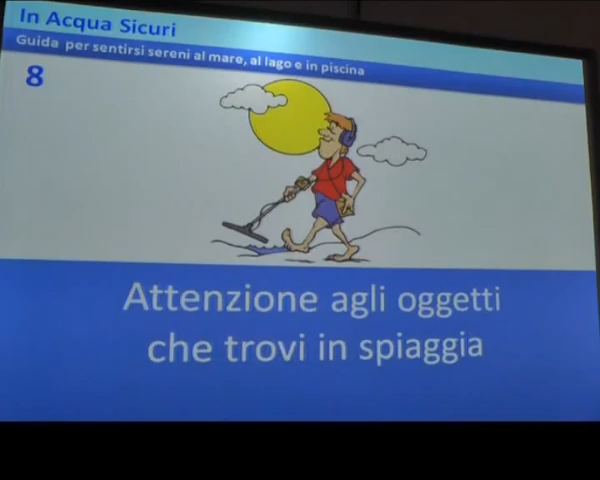 In Acqua Sicuri
Guida per sentirsi sereni al mare, al lago e in piscina
8
Attenzione agli oggetti
che trovi in spiaggia